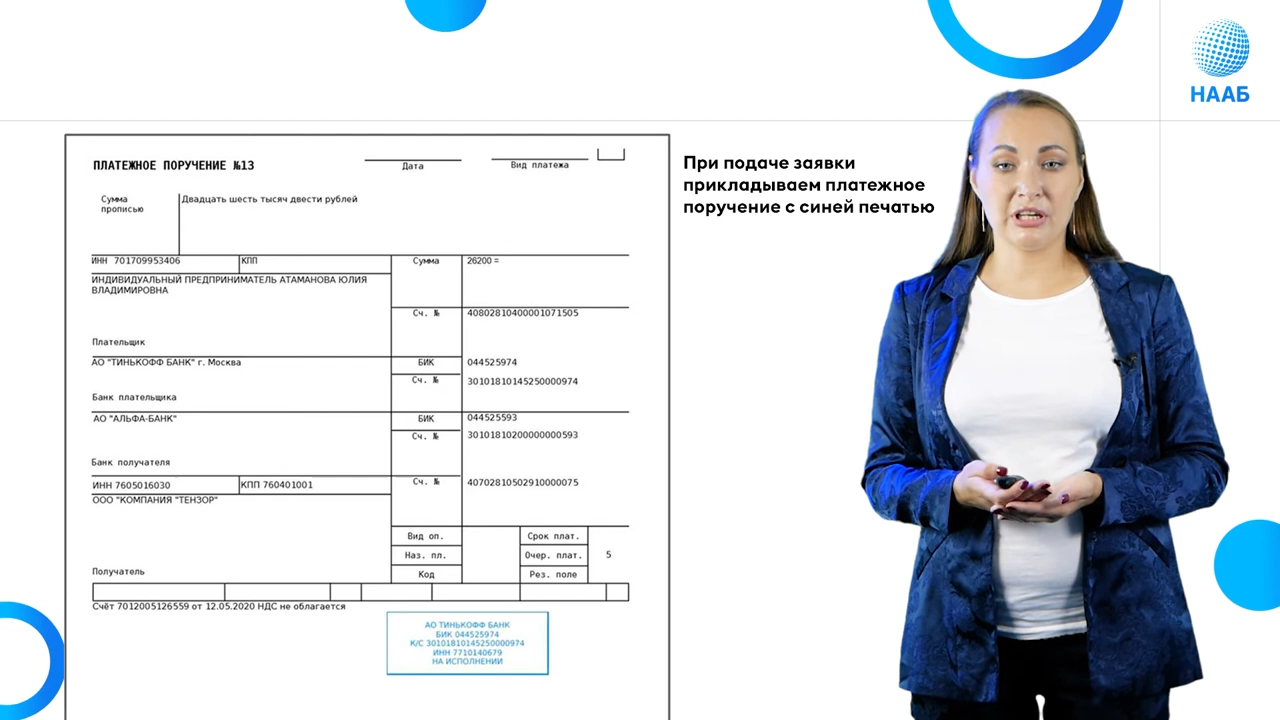 НААБ
ПЛАТЕЖНОЕ ПОРУЧЕНИЕ №13
Дата
Вид платежа
Сумма
прописью
Двадцать шесть тысяч двести рублей
ИНН 701709953406
КПП
Сумма
26200 =
ИНДИВИДУАЛЬНЫЙ ПРЕДПРИНИМАТЕЛЬ АТАМАНОВА ЮЛИЯ
ВЛАДИМИРОВНА
Сч. №
40802810400001071505
Плательщик
АО "ТИНЬКОФФ БАНК" г. Москва
БИК
044525974
Сч. №
30101810145250000974
Банк плательщика
АО "АЛЬФА-БАНК"
БИК
044525593
Сч. №
30101810200000000593
Банк получателя
ИНН 7605016030
КПП 760401001
Сч. №
40702810502910000075
ООО "КОМПАНИЯ "ТЕНЗОР"
Вид оп.
Срок плат.
Наз. пл.
Очер. плат.
5
Получатель
Код
Рез. поле
Счёт 7012005126559 от 12.05.2020 НДС не облагается
АО ТИНЬКОФФ БАНК
БИК 044525974
К/С 30101810145250000974
ИНН 7710140679
НА ИСПОЛНЕНИИ
При подаче заявки
прикладываем платежное
поручение с синей печатью